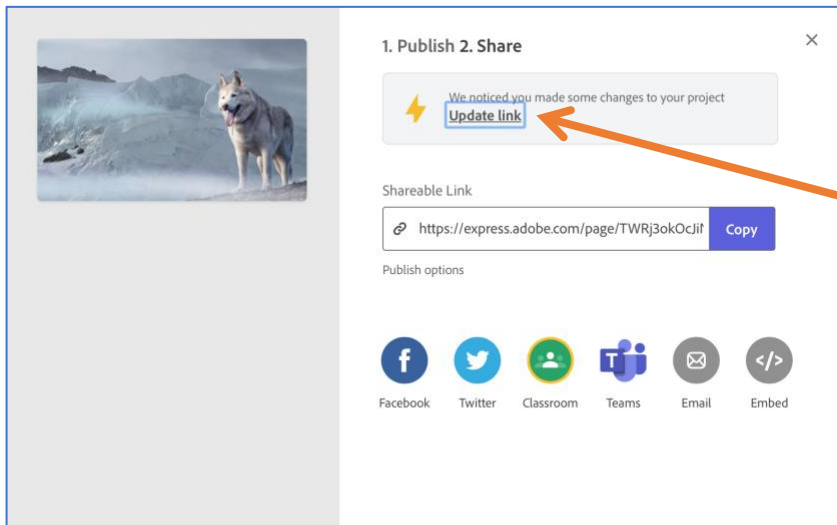 1. Publish 2. Share
We noticed you made some changes to your project
Update link
Shareable Link
https://express.adobe.com/page/TWRj3okOcJi
Copy
Publish options
f
T
</>
Facebook
Twitter
Classroom
Teams
Email
Embed